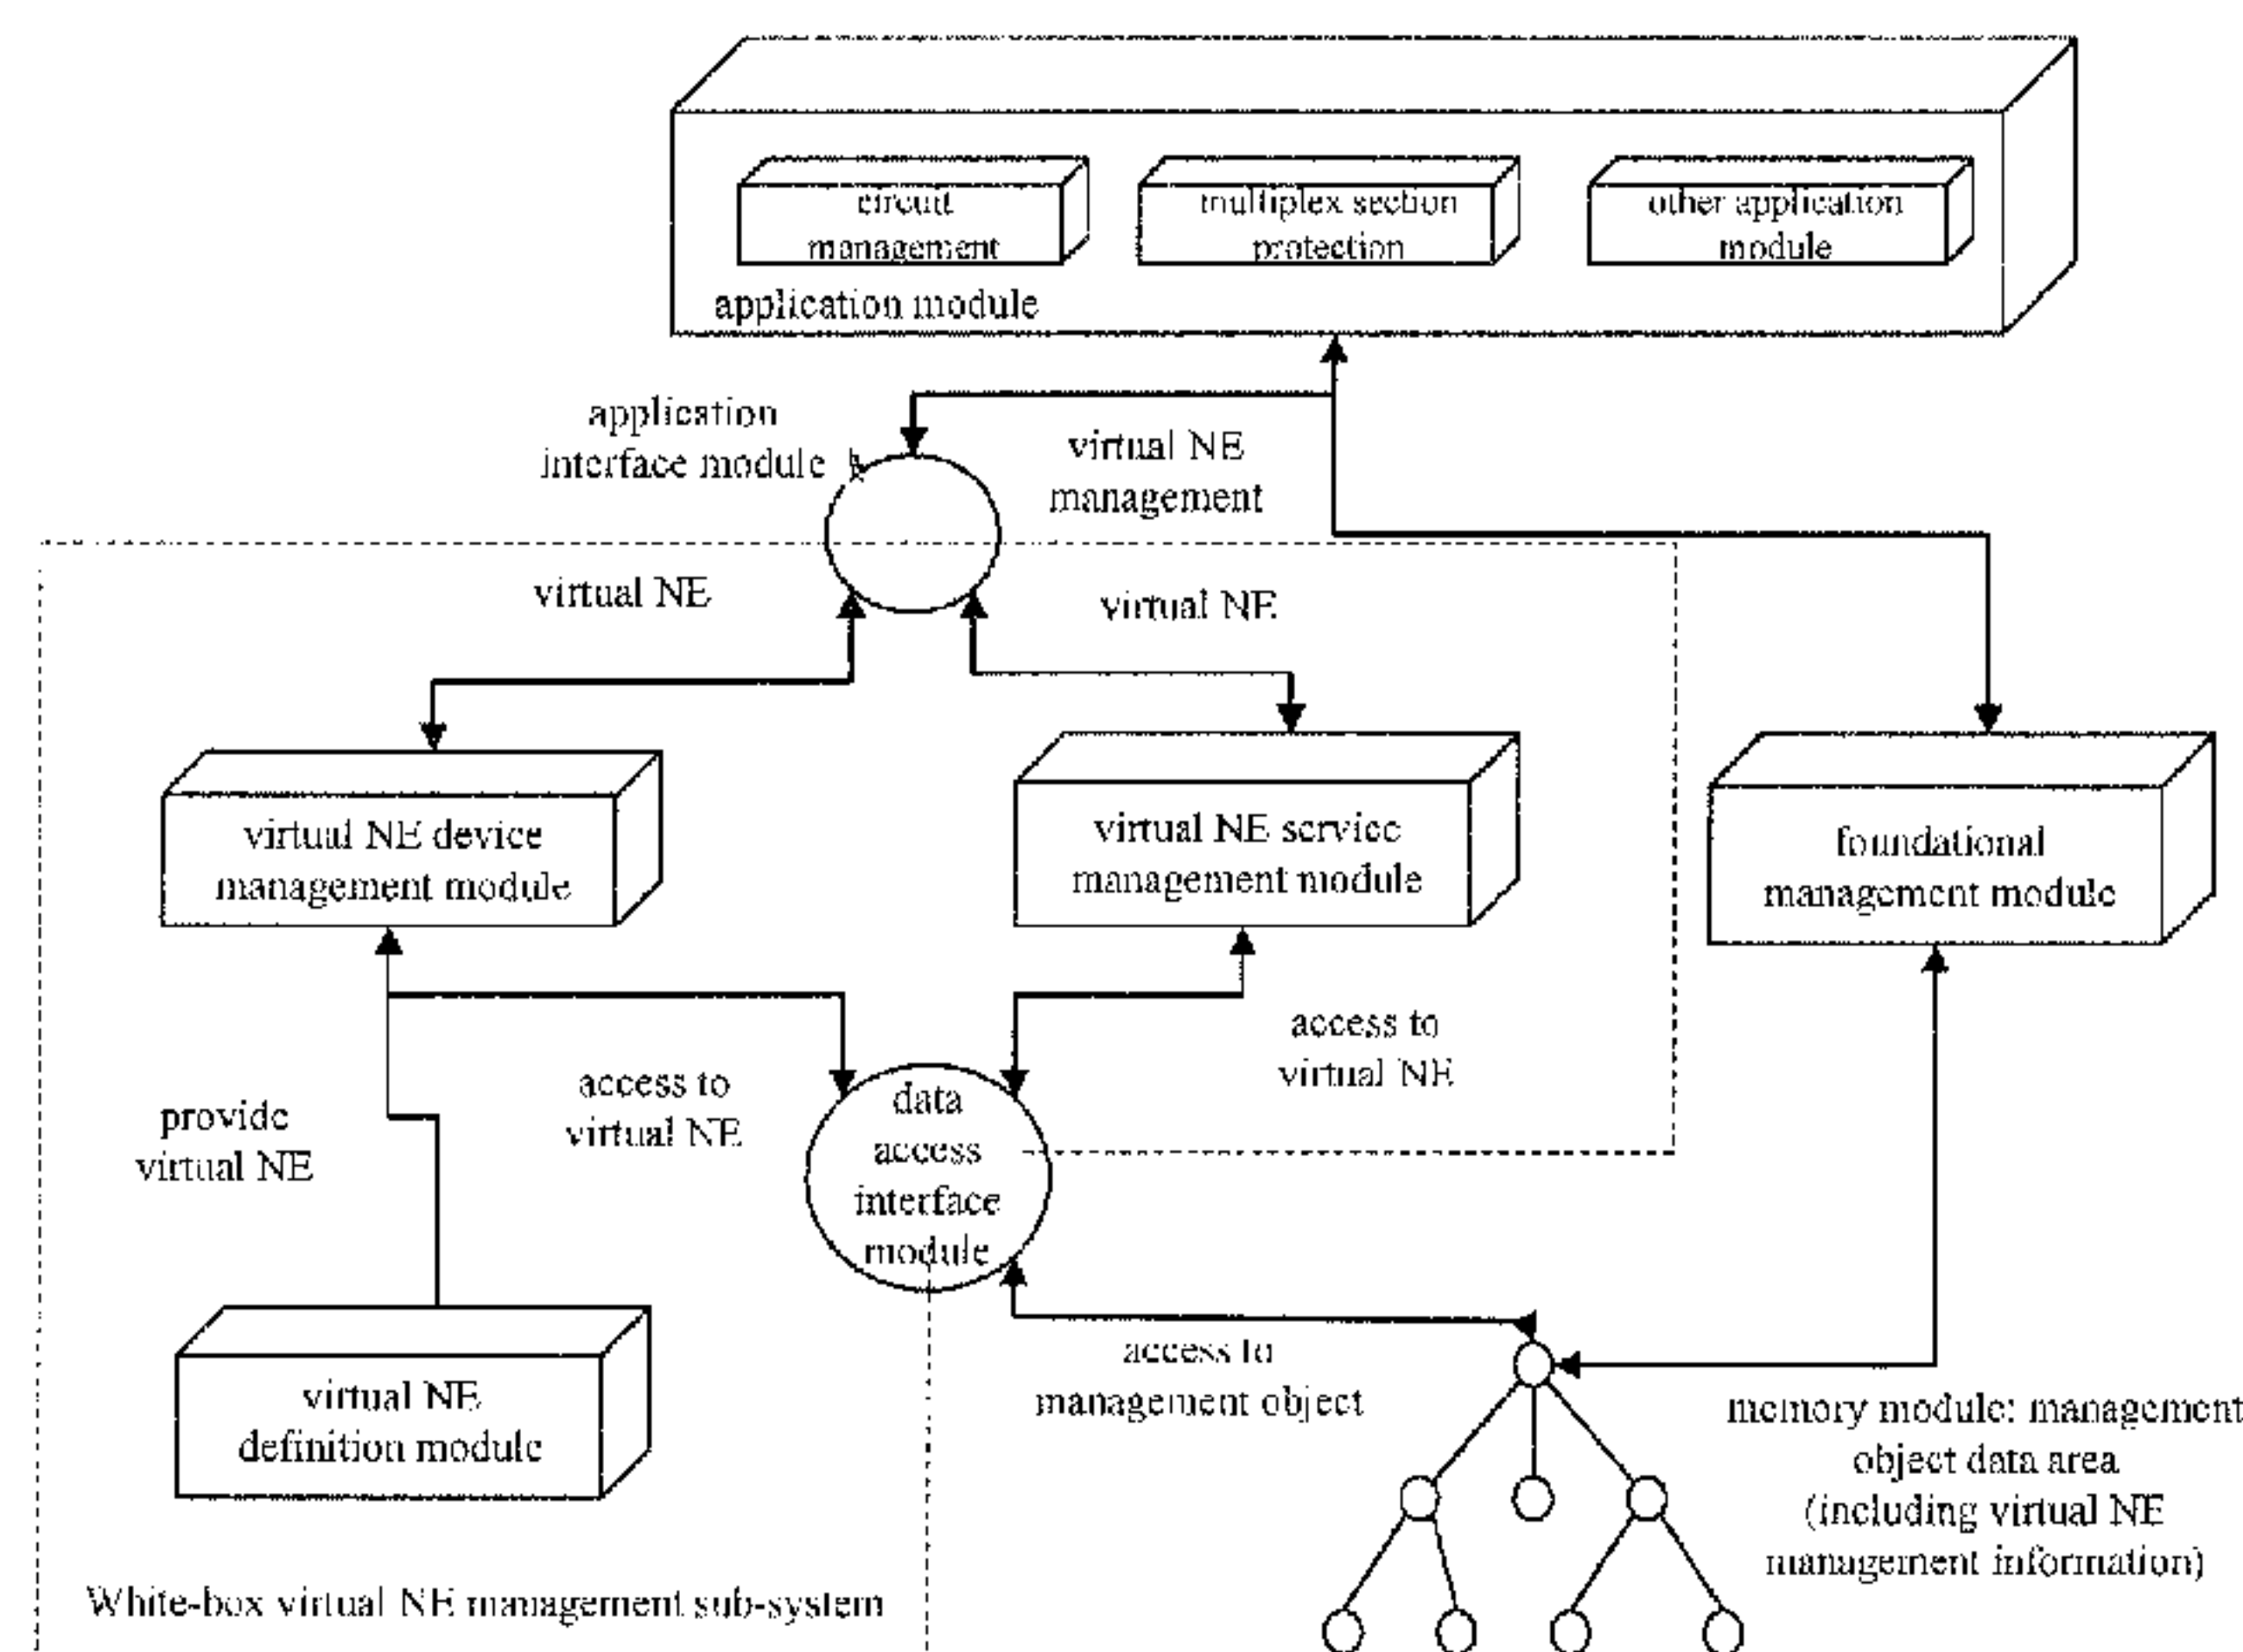 circuit
management
multiplex section
protection
other application
module
application module
application
interface module
virtual NE
management
virtual NE
virtual NE
virtual NE device
management module
virtual NE service
management module
foundational
management module
access to
virtual NE
access to
virtual NE
provide
virtual NE
data
access
interface
module
access to
management object
virtual NE
definition module
memory module: management
object data area
(including virtual NE
management information)
White-box virtual NE management sub-system